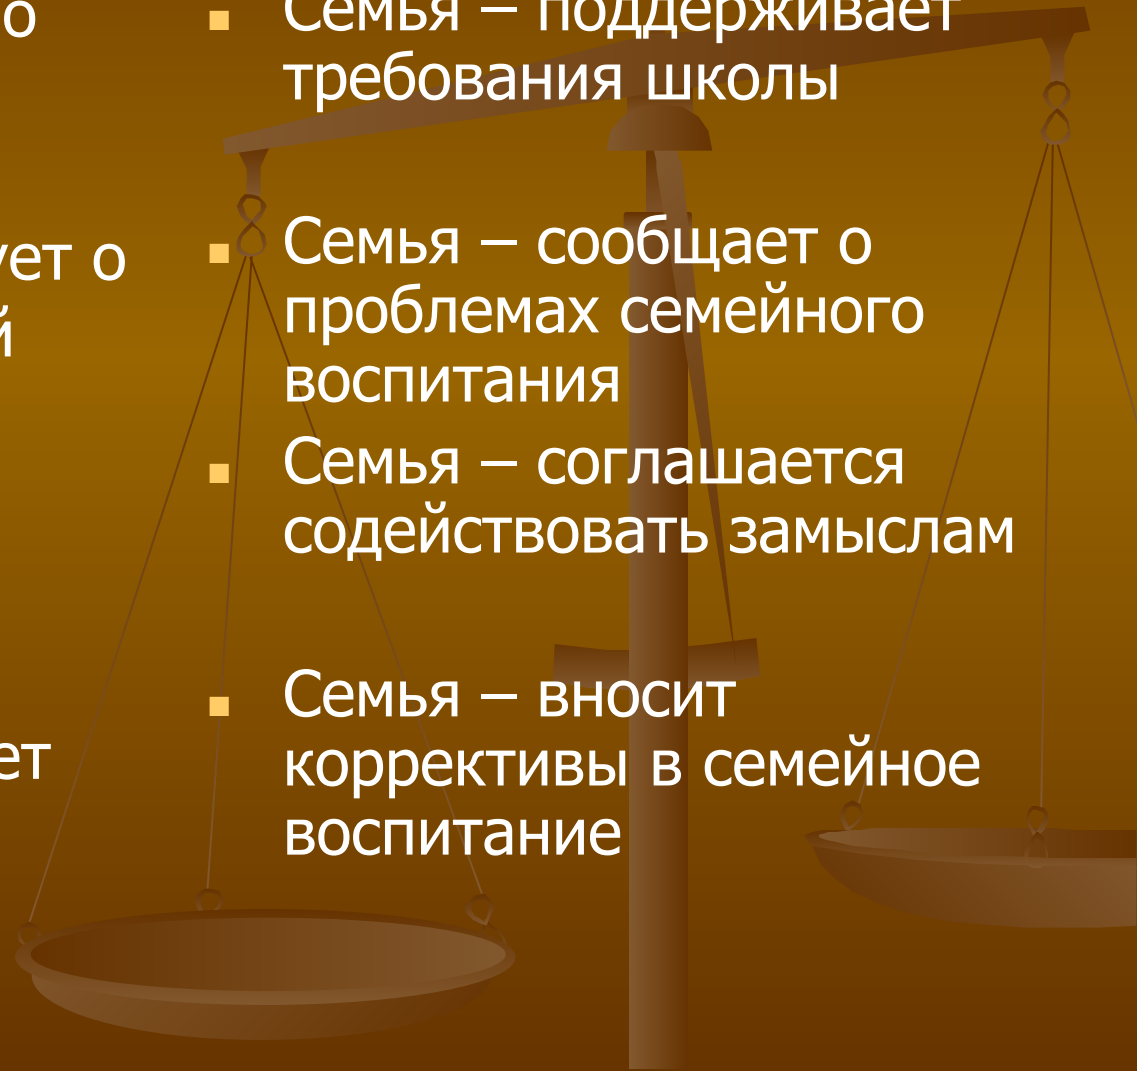 Семья – поддерживает
требования школы
Семья – сообщает о
проблемах семейного
воспитания
Семья – соглашается
содействовать замыслам
Семья – вносит
коррективы в семейное
воспитание